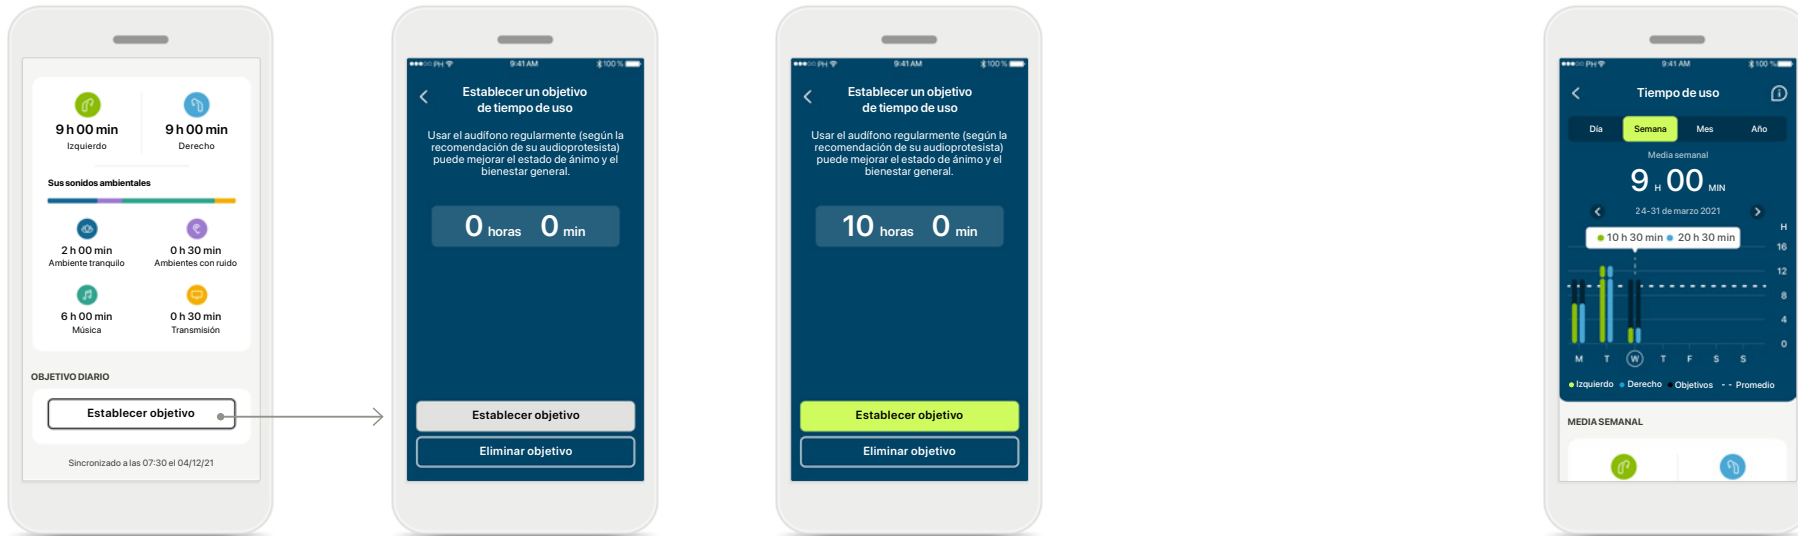 9 h 00 min
9 h 00 min
Izquierdo
Derecho
Sus sonidos ambientales
2 h 00 min
0 h 30 min
Ambiente tranquilo
Ambientes con ruido
6 h 00 min
0 h 30 min
Música
Transmisión
OBJETIVO DIARIO
Establecer objetivo
Sincronizado a las 07:30 el 04/12/21
PH
9:41 AM
100 %
Establecer un objetivo
de tiempo de uso
Usar el audífono regularmente (según la
recomendación de su audioprotesista)
puede mejorar el estado de ánimo y el
bienestar general.
0 horas 0 min
Establecer objetivo
Eliminar objetivo
PH
9:41 AM
100 %
Establecer un objetivo
de tiempo de uso
Usar el audífono regularmente (según la
recomendación de su audioprotesista)
puede mejorar el estado de ánimo y el
bienestar general.
10 horas 0 min
Establecer objetivo
Eliminar objetivo
PH
9:41 AM
100 %
Tiempo de uso
Día
Semana
Mes
Año
Media semanal
9 H 00 MIN
24-31 de marzo 2021
H
10 h 30 min 20 h 30 min
16
12
8
4
0
M T W T F S S
Izquierdo Derecho Objetivos -- Promedio
MEDIA SEMANAL